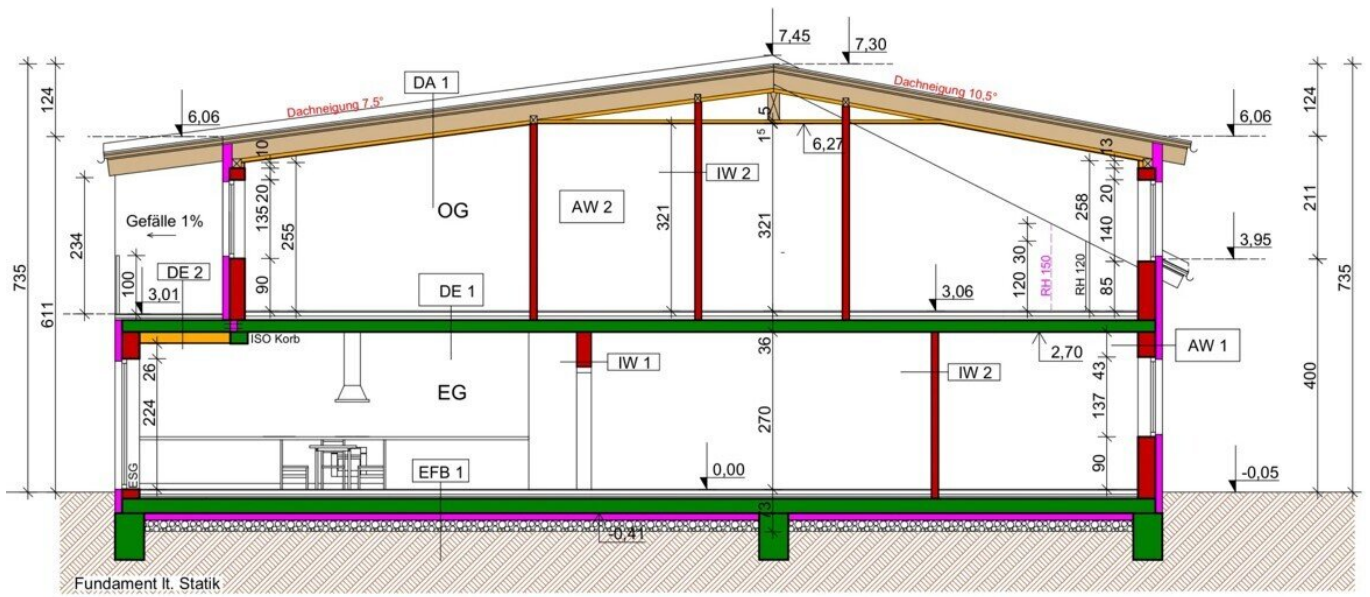 7,45
7,30
DA 1
Dachneigung 7,5°
Dachneigung 10,5°
124
124
6,06
6,06
10
5
1⁵
6,27
13
IW 2
AW 2
OG
Gefälle 1%
20
135
255
321
321
258
20
211
140
234
735
735
DE 2
100
3,01
90
DE 1
3,06
120
30
RH 150
RH 120
85
3,95
611
ISO Korb
36
2,70
AW 1
26
IW 1
IW 2
43
400
224
EG
270
137
ESG
EFB 1
0,00
90
-0,05
73
-0,41
Fundament lt. Statik